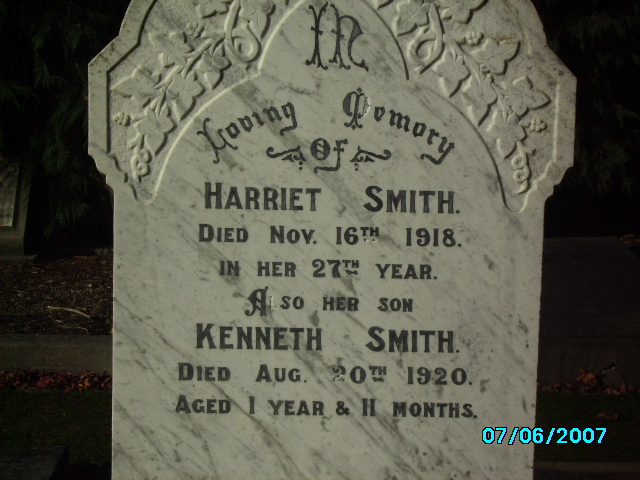 In
Loving Memory
Of
HARRIET SMITH.
DIED NOV. 16TH 1918.
IN HER 27TH YEAR.
ALSO HER SON
KENNETH SMITH.
DIED AUG. 20TH 1920.
AGED 1 YEAR & 11 MONTHS.
07/06/2007